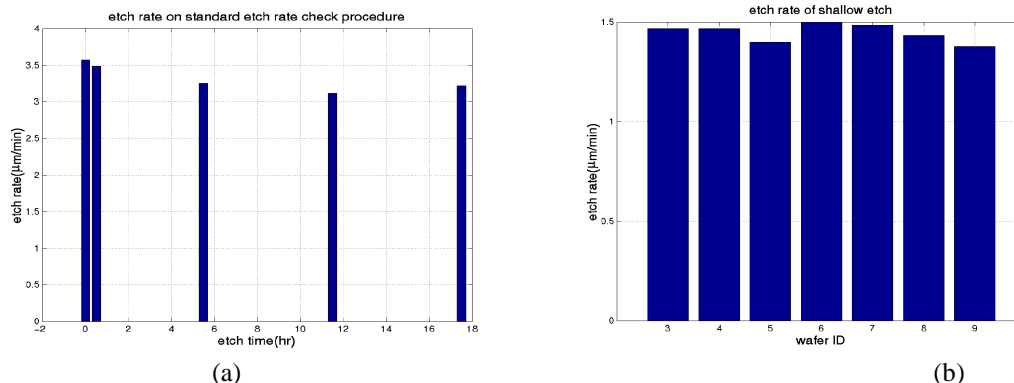 etch rate on standard etch rate check procedure
4
3.5
3
2.5
2
1.5
1
0.5
0
etch rate(μm/min)
−2 0 2 4 6 8 10 12 14 16 18
etch time(hr)
(a)
etch rate of shallow etch
1.5
1
0.5
0
etch rate(μm/min)
3 4 5 6 7 8 9
wafer ID
(b)